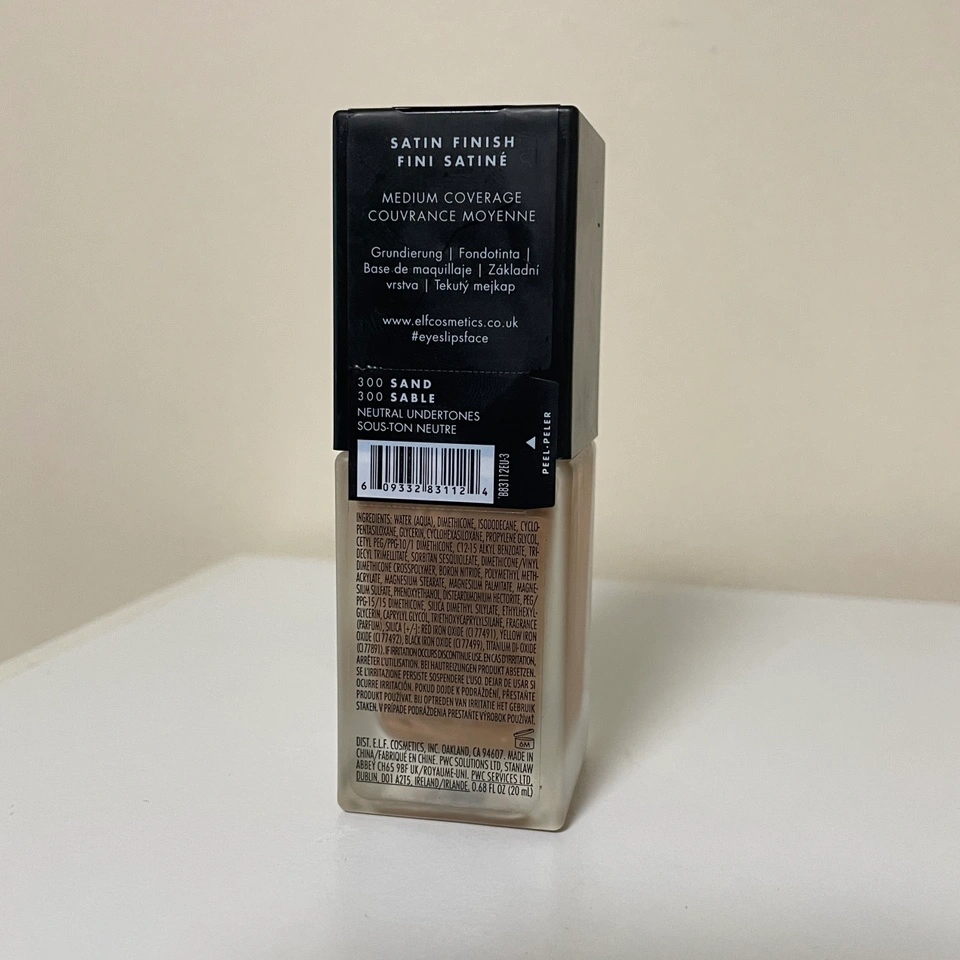 SATIN FINISH
FINI SATINÉ
MEDIUM COVERAGE
COUVRANCE MOYENNE
Grundierung | Fondotinta |
Base de maquillaje | Základní
vrstva | Tekutý mejkap
www.elfcosmetics.co.uk
#eyeslipsface
300 SAND
300 SABLE
NEUTRAL UNDERTONES
SOUS-TON NEUTRE
PEEL-PELER
6 09332 83112 4
B83112EU-3
INGREDIENTS: WATER (AQUA), DIMETHICONE, ISODODECANE, CYCLO-
PENTASILOXANE, GLYCERIN, CYCLOHEXASILOXANE, PROPYLENE GLYCOL,
CETYL PEG/PPG-10/1 DIMETHICONE, C12-15 ALKYL BENZOATE, TRI-
DECYL TRIMELLITATE, SORBITAN SESQUIOLEATE, DIMETHICONE/VINYL
DIMETHICONE CROSSPOLYMER, BORON NITRIDE, POLYMETHYL METH-
ACRYLATE, MAGNESIUM STEARATE, MAGNESIUM PALMITATE, MAGNE-
SIUM SULFATE, PHENOXYETHANOL, DISTEARDIMONIUM HECTORITE, PEG/
PPG-15/15 DIMETHICONE, SILICA DIMETHYL SILYLATE, ETHYLHEXYL-
GLYCERIN, CAPRYLYL GLYCOL, TRIETHOXYCAPRYLYLSILANE, FRAGRANCE
(PARFUM), SILICA (+/-): RED IRON OXIDE (CI 77491), YELLOW IRON
OXIDE (CI 77492), BLACK IRON OXIDE (CI 77499), TITANIUM DI-OXIDE
(CI 77891). IF IRRITATION OCCURS DISCONTINUE USE. EN CAS D'IRRITATION,
ARRÊTER L'UTILISATION. BEI HAUTREIZUNGEN PRODUKT ABSETZEN.
SE L'IRRITAZIONE PERSISTE SOSPENDERE L'USO. DEJAR DE USAR SI
OCURRE IRRITACIÓN. POKUD DOJDE K PODRÁŽDĚNÍ, PŘESTAŇTE
PRODUKT POUŽÍVAT. BIJ OPTREDEN VAN IRRITATIE HET GEBRUIK
STAKEN. V PRÍPADE PODRÁŽDENIA PRESTAŇTE VÝROBOK POUŽÍVAŤ.
6M
DIST. E.L.F. COSMETICS, INC. OAKLAND, CA 94607. MADE IN
CHINA/FABRIQUÉ EN CHINE. PWC SOLUTIONS LTD, STANLAW
ABBEY CH65 9BF UK/ROYAUME-UNI. PWC SERVICES LTD,
DUBLIN, D01 A2T5, IRELAND/IRLANDE. 0.68 FL OZ (20 mL)